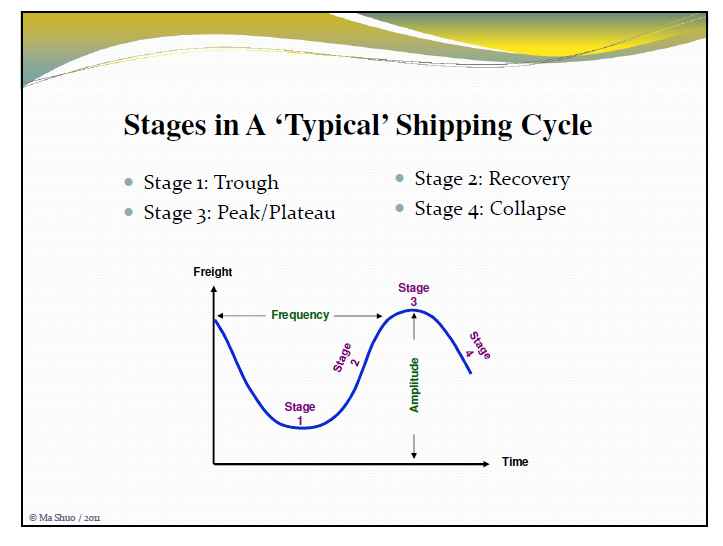 Stages in A ‘Typical’ Shipping Cycle
Stage 1: Trough
Stage 2: Recovery
Stage 3: Peak/Plateau
Stage 4: Collapse
Freight
Frequency
Stage
3
Stage
2
Stage
4
Amplitude
Stage
1
Time
© Ma Shuo / 2011